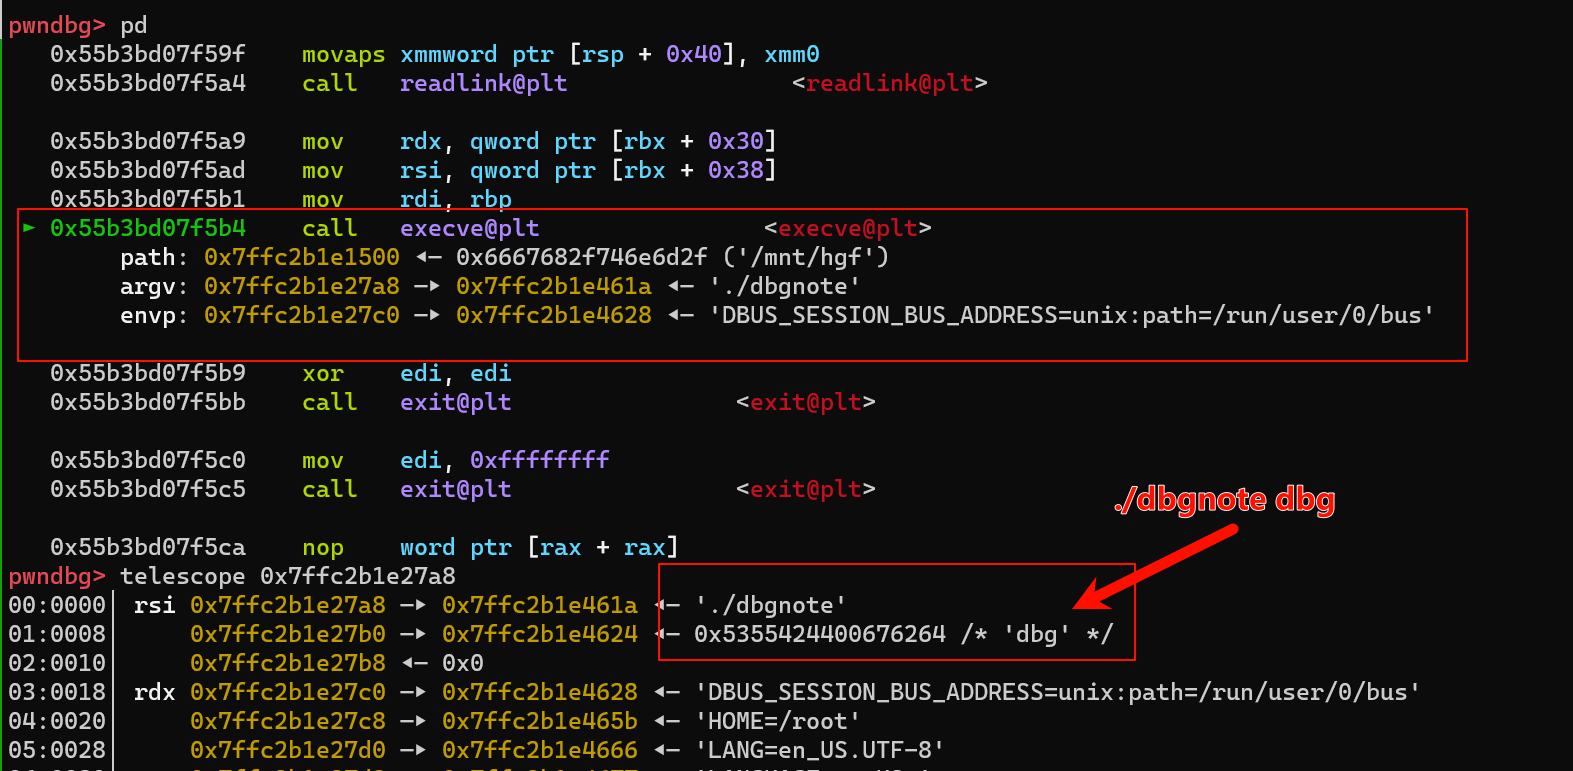 pwndbg> pd
0x55b3bd07f59f movaps xmmword ptr [rsp + 0x40], xmm0
0x55b3bd07f5a4 call readlink@plt <readlink@plt>
0x55b3bd07f5a9 mov rdx, qword ptr [rbx + 0x30]
0x55b3bd07f5ad mov rsi, qword ptr [rbx + 0x38]
0x55b3bd07f5b1 mov rdi, rbp
► 0x55b3bd07f5b4 call execve@plt <execve@plt>
path: 0x7ffc2b1e1500 ◂— 0x6667682f746e6d2f ('/mnt/hgf')
argv: 0x7ffc2b1e27a8 —▸ 0x7ffc2b1e461a ◂— './dbgnote'
envp: 0x7ffc2b1e27c0 —▸ 0x7ffc2b1e4628 ◂— 'DBUS_SESSION_BUS_ADDRESS=unix:path=/run/user/0/bus'
0x55b3bd07f5b9 xor edi, edi
0x55b3bd07f5bb call exit@plt <exit@plt>
0x55b3bd07f5c0 mov edi, 0xffffffff
0x55b3bd07f5c5 call exit@plt <exit@plt>
./dbgnote dbg
0x55b3bd07f5ca nop word ptr [rax + rax]
pwndbg> telescope 0x7ffc2b1e27a8
00:0000│ rsi 0x7ffc2b1e27a8 —▸ 0x7ffc2b1e461a ◂— './dbgnote'
01:0008│ 0x7ffc2b1e27b0 —▸ 0x7ffc2b1e4624 ◂— 0x5355424400676264 /* 'dbg' */
02:0010│ 0x7ffc2b1e27b8 ◂— 0x0
03:0018│ rdx 0x7ffc2b1e27c0 —▸ 0x7ffc2b1e4628 ◂— 'DBUS_SESSION_BUS_ADDRESS=unix:path=/run/user/0/bus'
04:0020│ 0x7ffc2b1e27c8 —▸ 0x7ffc2b1e465b ◂— 'HOME=/root'
05:0028│ 0x7ffc2b1e27d0 —▸ 0x7ffc2b1e4666 ◂— 'LANG=en_US.UTF-8'